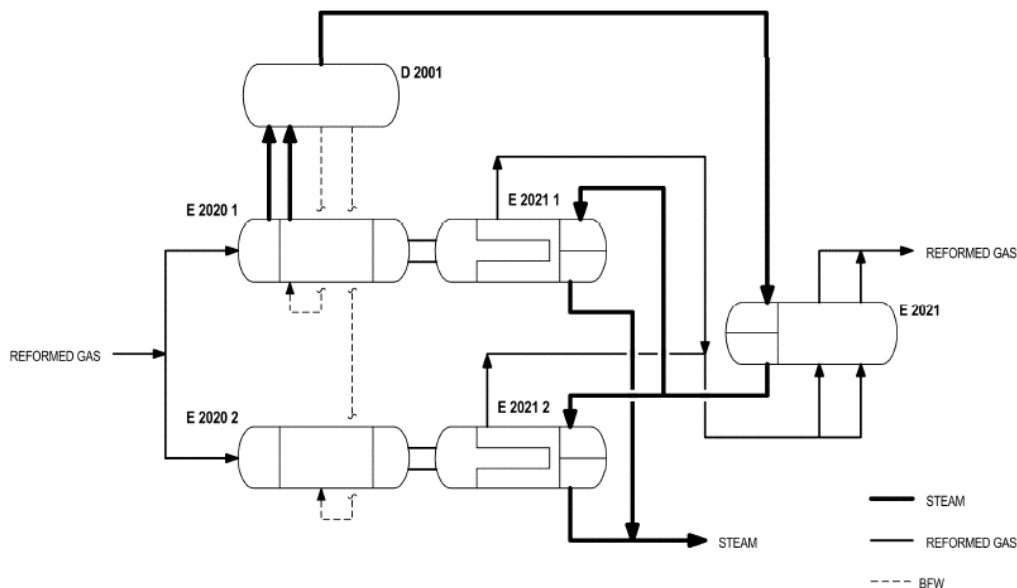 D 2001
E 2020 1
E 2021 1
REFORMED GAS
E 2021
REFORMED GAS
E 2020 2
E 2021 2
STEAM
STEAM
REFORMED GAS
BFW